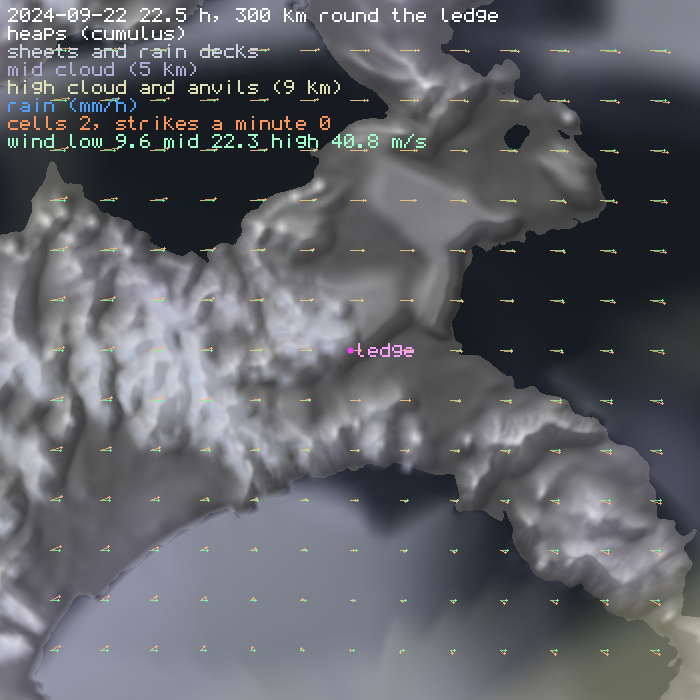 2024-09-22 22.5 h, 300 km round the ledge
heaps (cumulus)
sheets and rain decks
mid cloud (5 km)
high cloud and anvils (9 km)
rain (mm/h)
cells 2, strikes a minute 0
wind low 9.6 mid 22.3 high 40.8 m/s
Ledge